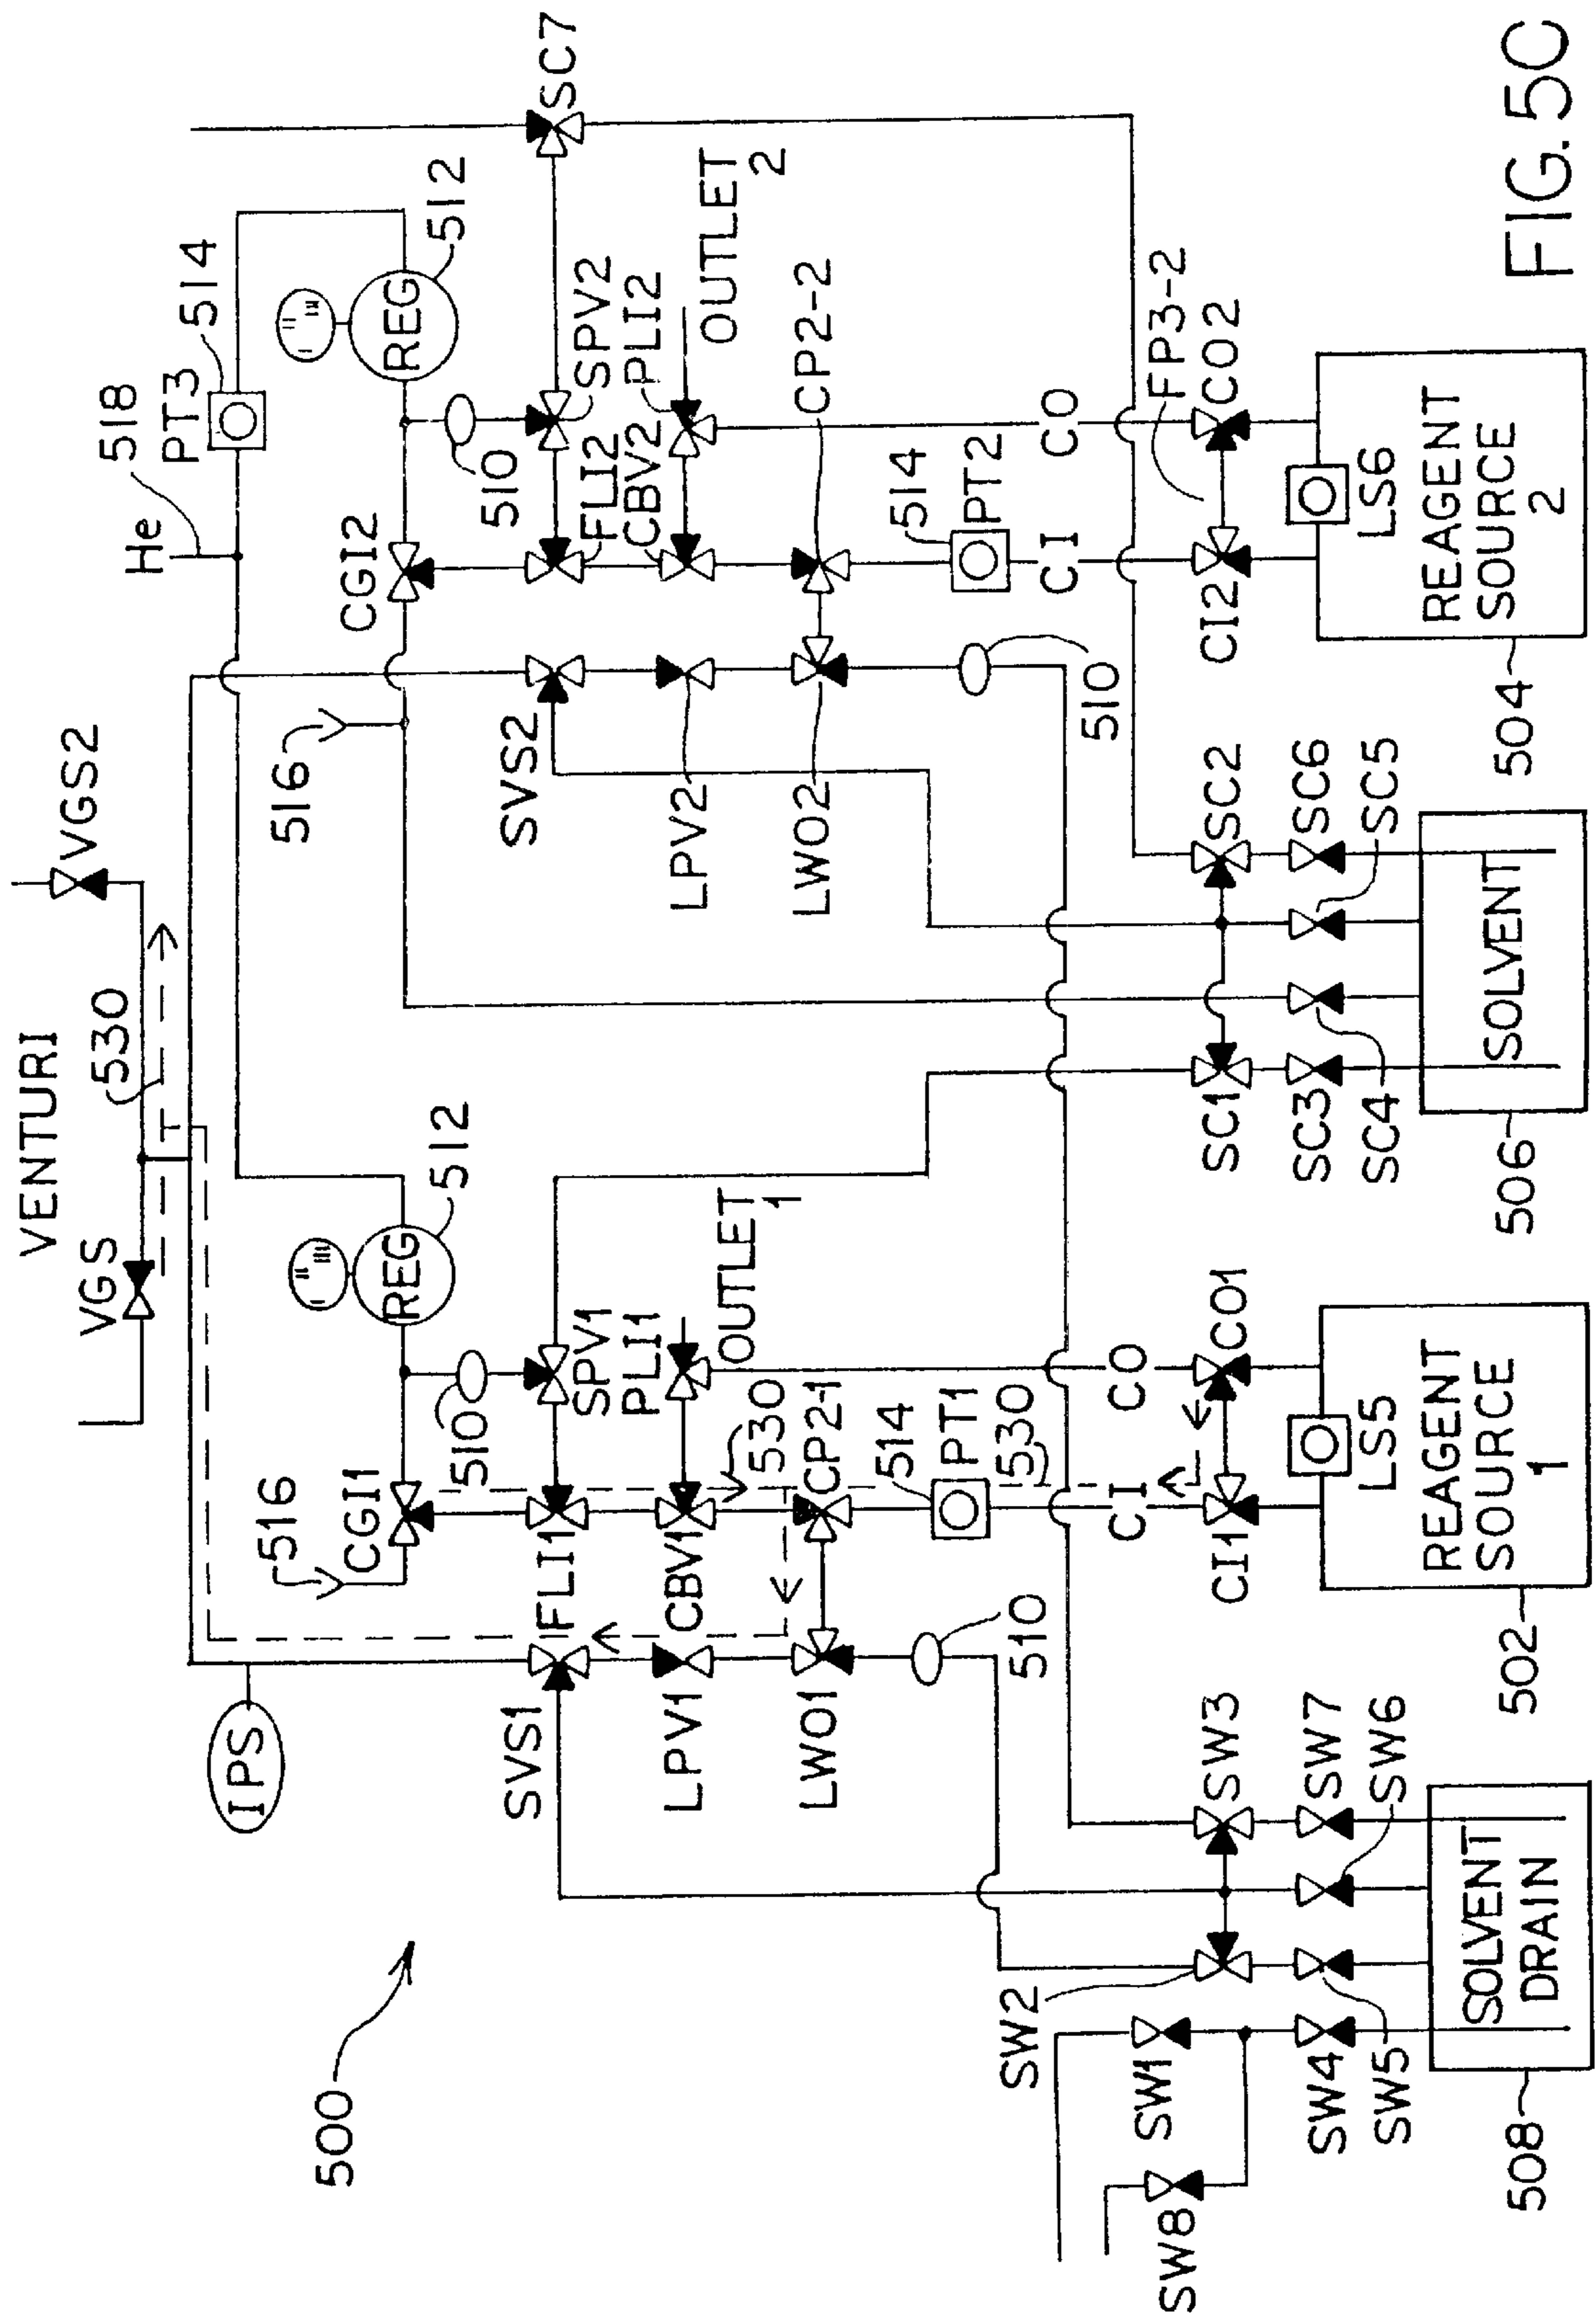 500
VENTURI
530
VGS
VGS2
He
518
PT3
514
512
REG
IPS
516
CGI1
510
512
REG
516
CGI2
510
SVS1
FLI1
SPV1
SVS2
FLI2
SPV2
SC7
LPV1
CBV1
PLI1
OUTLET
1
LPV2
CBV2
PLI2
OUTLET
2
LWO1
530
CP2-1
LWO2
CP2-2
510
514
PT1
530
510
514
PT2
CI
CO
CI
CO
SW8
SW1
SW2
SW3
CI1
CO1
SC1
SC2
CI2
FP3-2
CO2
SW4
SW5
SW7
SW6
LS5
SC3
SC4
SC6
SC5
LS6
SOLVENT
DRAIN
REAGENT
SOURCE
1
SOLVENT
REAGENT
SOURCE
2
508
502
506
504
FIG. 5C